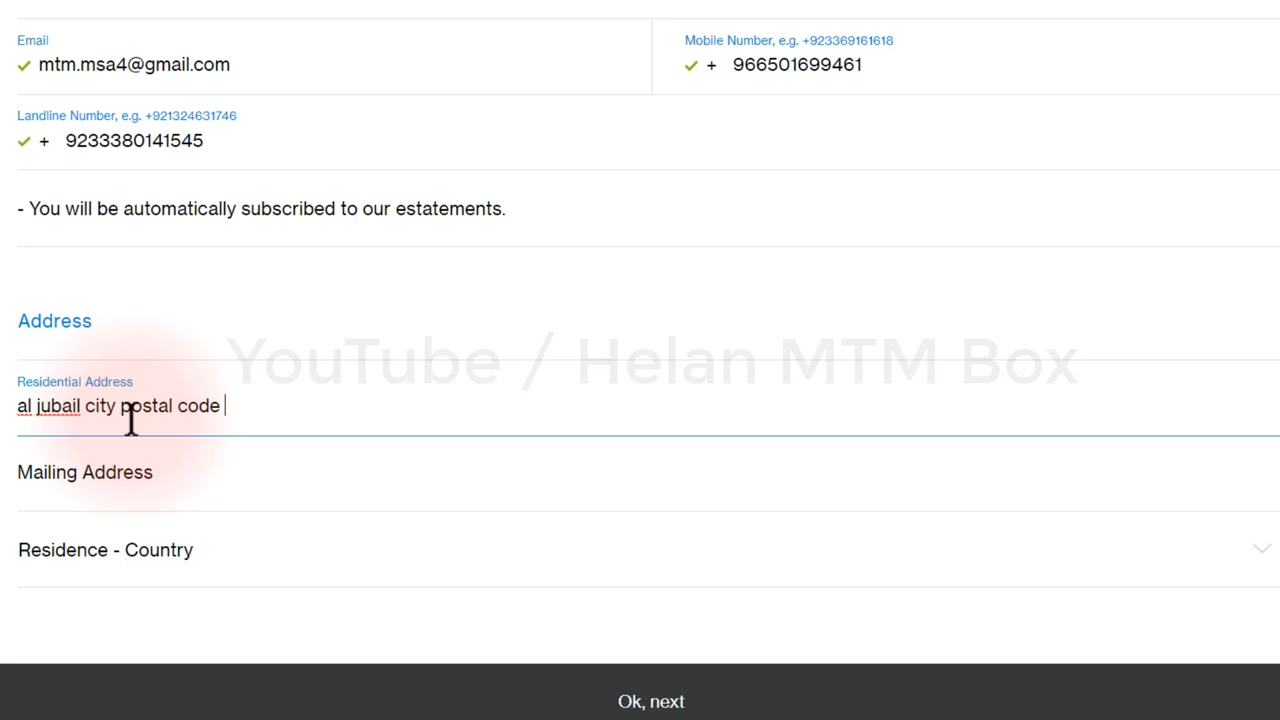 Email
mtm.msa4@gmail.com
Mobile Number, e.g. +923369161618
+ 966501699461
Landline Number, e.g. +921324631746
+ 9233380141545
- You will be automatically subscribed to our estatements.
Address
YouTube / Helan MTM Box
Residential Address
al jubail city postal code
Mailing Address
Residence - Country
Ok, next